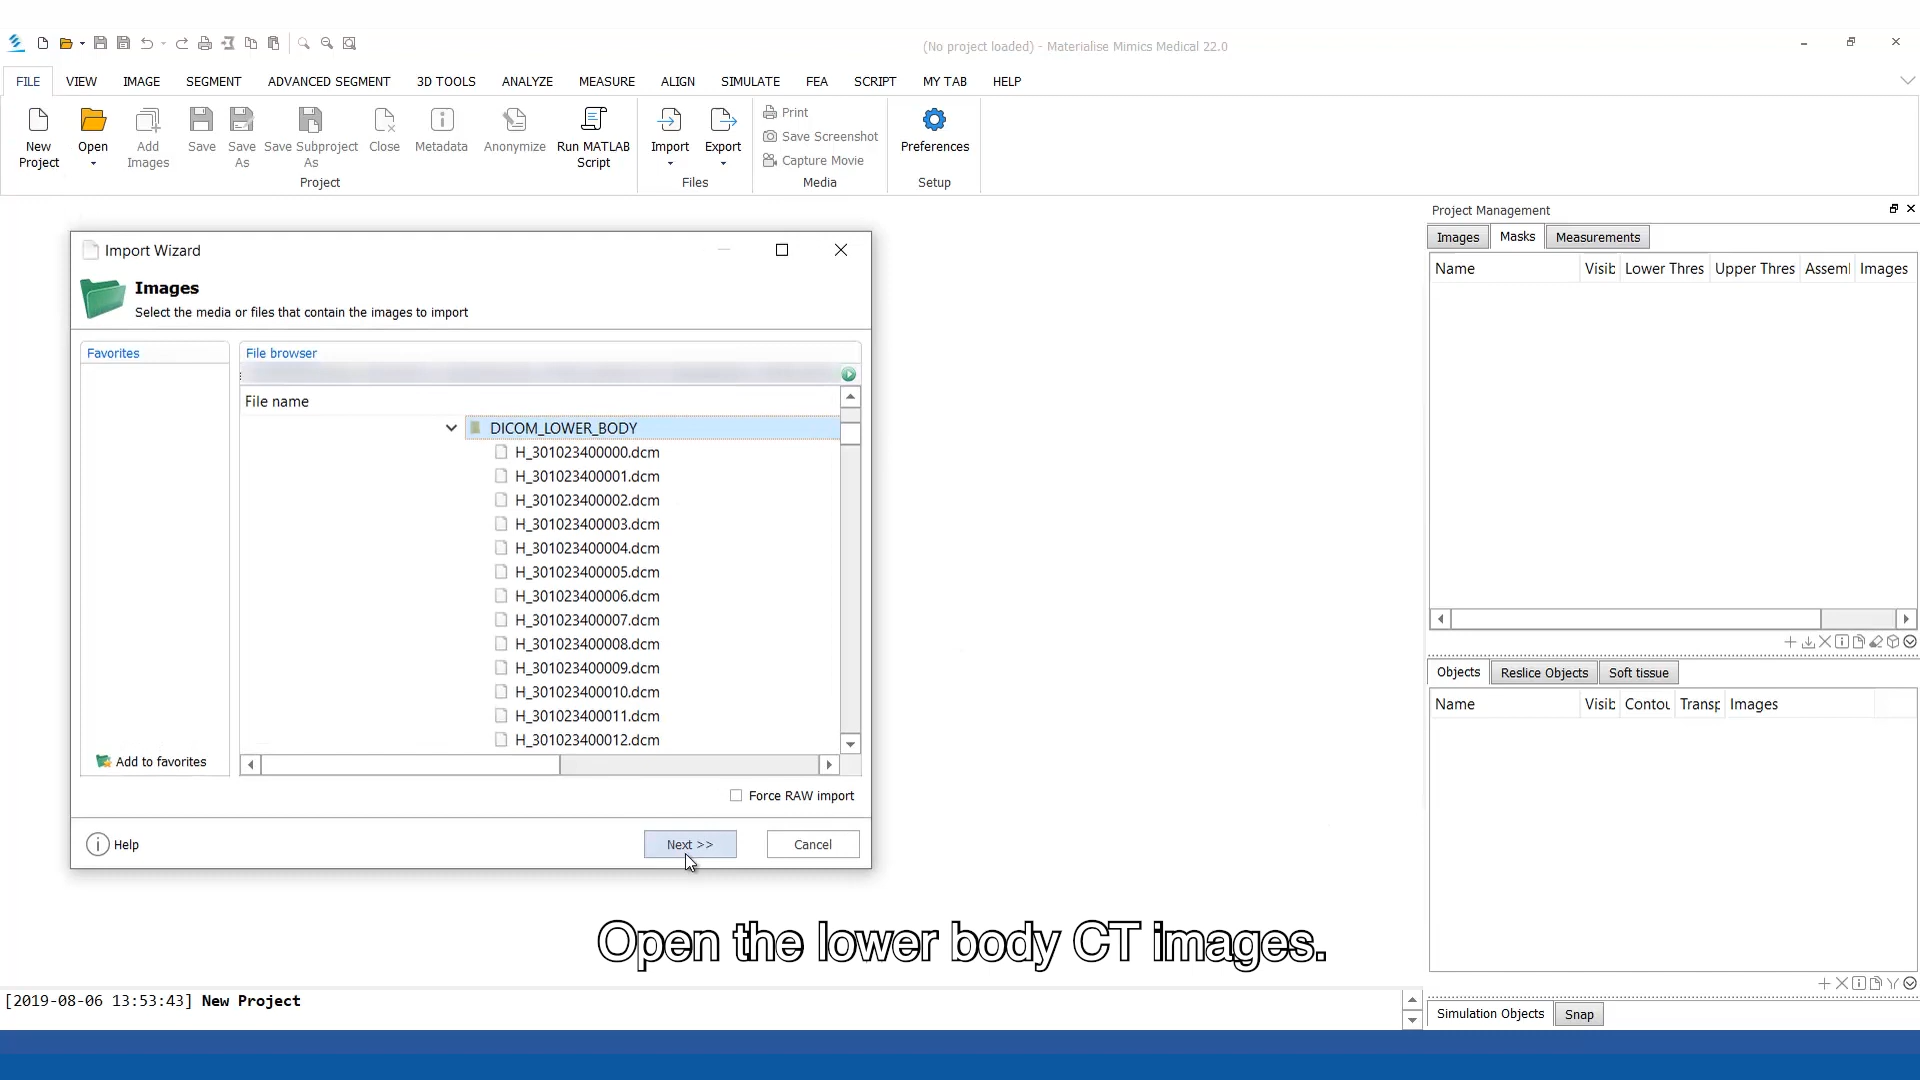 (No project loaded) - Materialise Mimics Medical 22.0
FILE VIEW IMAGE SEGMENT ADVANCED SEGMENT 3D TOOLS ANALYZE MEASURE ALIGN SIMULATE FEA SCRIPT MY TAB HELP
New Project
Open
Add Images
Save
Save As
Save Subproject As
Close
Metadata
Anonymize
Run MATLAB Script
Project
Import
Export
Files
Print
Save Screenshot
Capture Movie
Media
Preferences
Setup
Import Wizard
Images
Select the media or files that contain the images to import
Favorites
Add to favorites
File browser
File name
DICOM_LOWER_BODY
H_301023400000.dcm
H_301023400001.dcm
H_301023400002.dcm
H_301023400003.dcm
H_301023400004.dcm
H_301023400005.dcm
H_301023400006.dcm
H_301023400007.dcm
H_301023400008.dcm
H_301023400009.dcm
H_301023400010.dcm
H_301023400011.dcm
H_301023400012.dcm
Force RAW import
Help
Next >>
Cancel
Project Management
Images Masks Measurements
Name Visib Lower Thres Upper Thres Asseml Images
Objects Reslice Objects Soft tissue
Name Visib Contou Transp Images
Simulation Objects Snap
Open the lower body CT images.
[2019-08-06 13:53:43] New Project